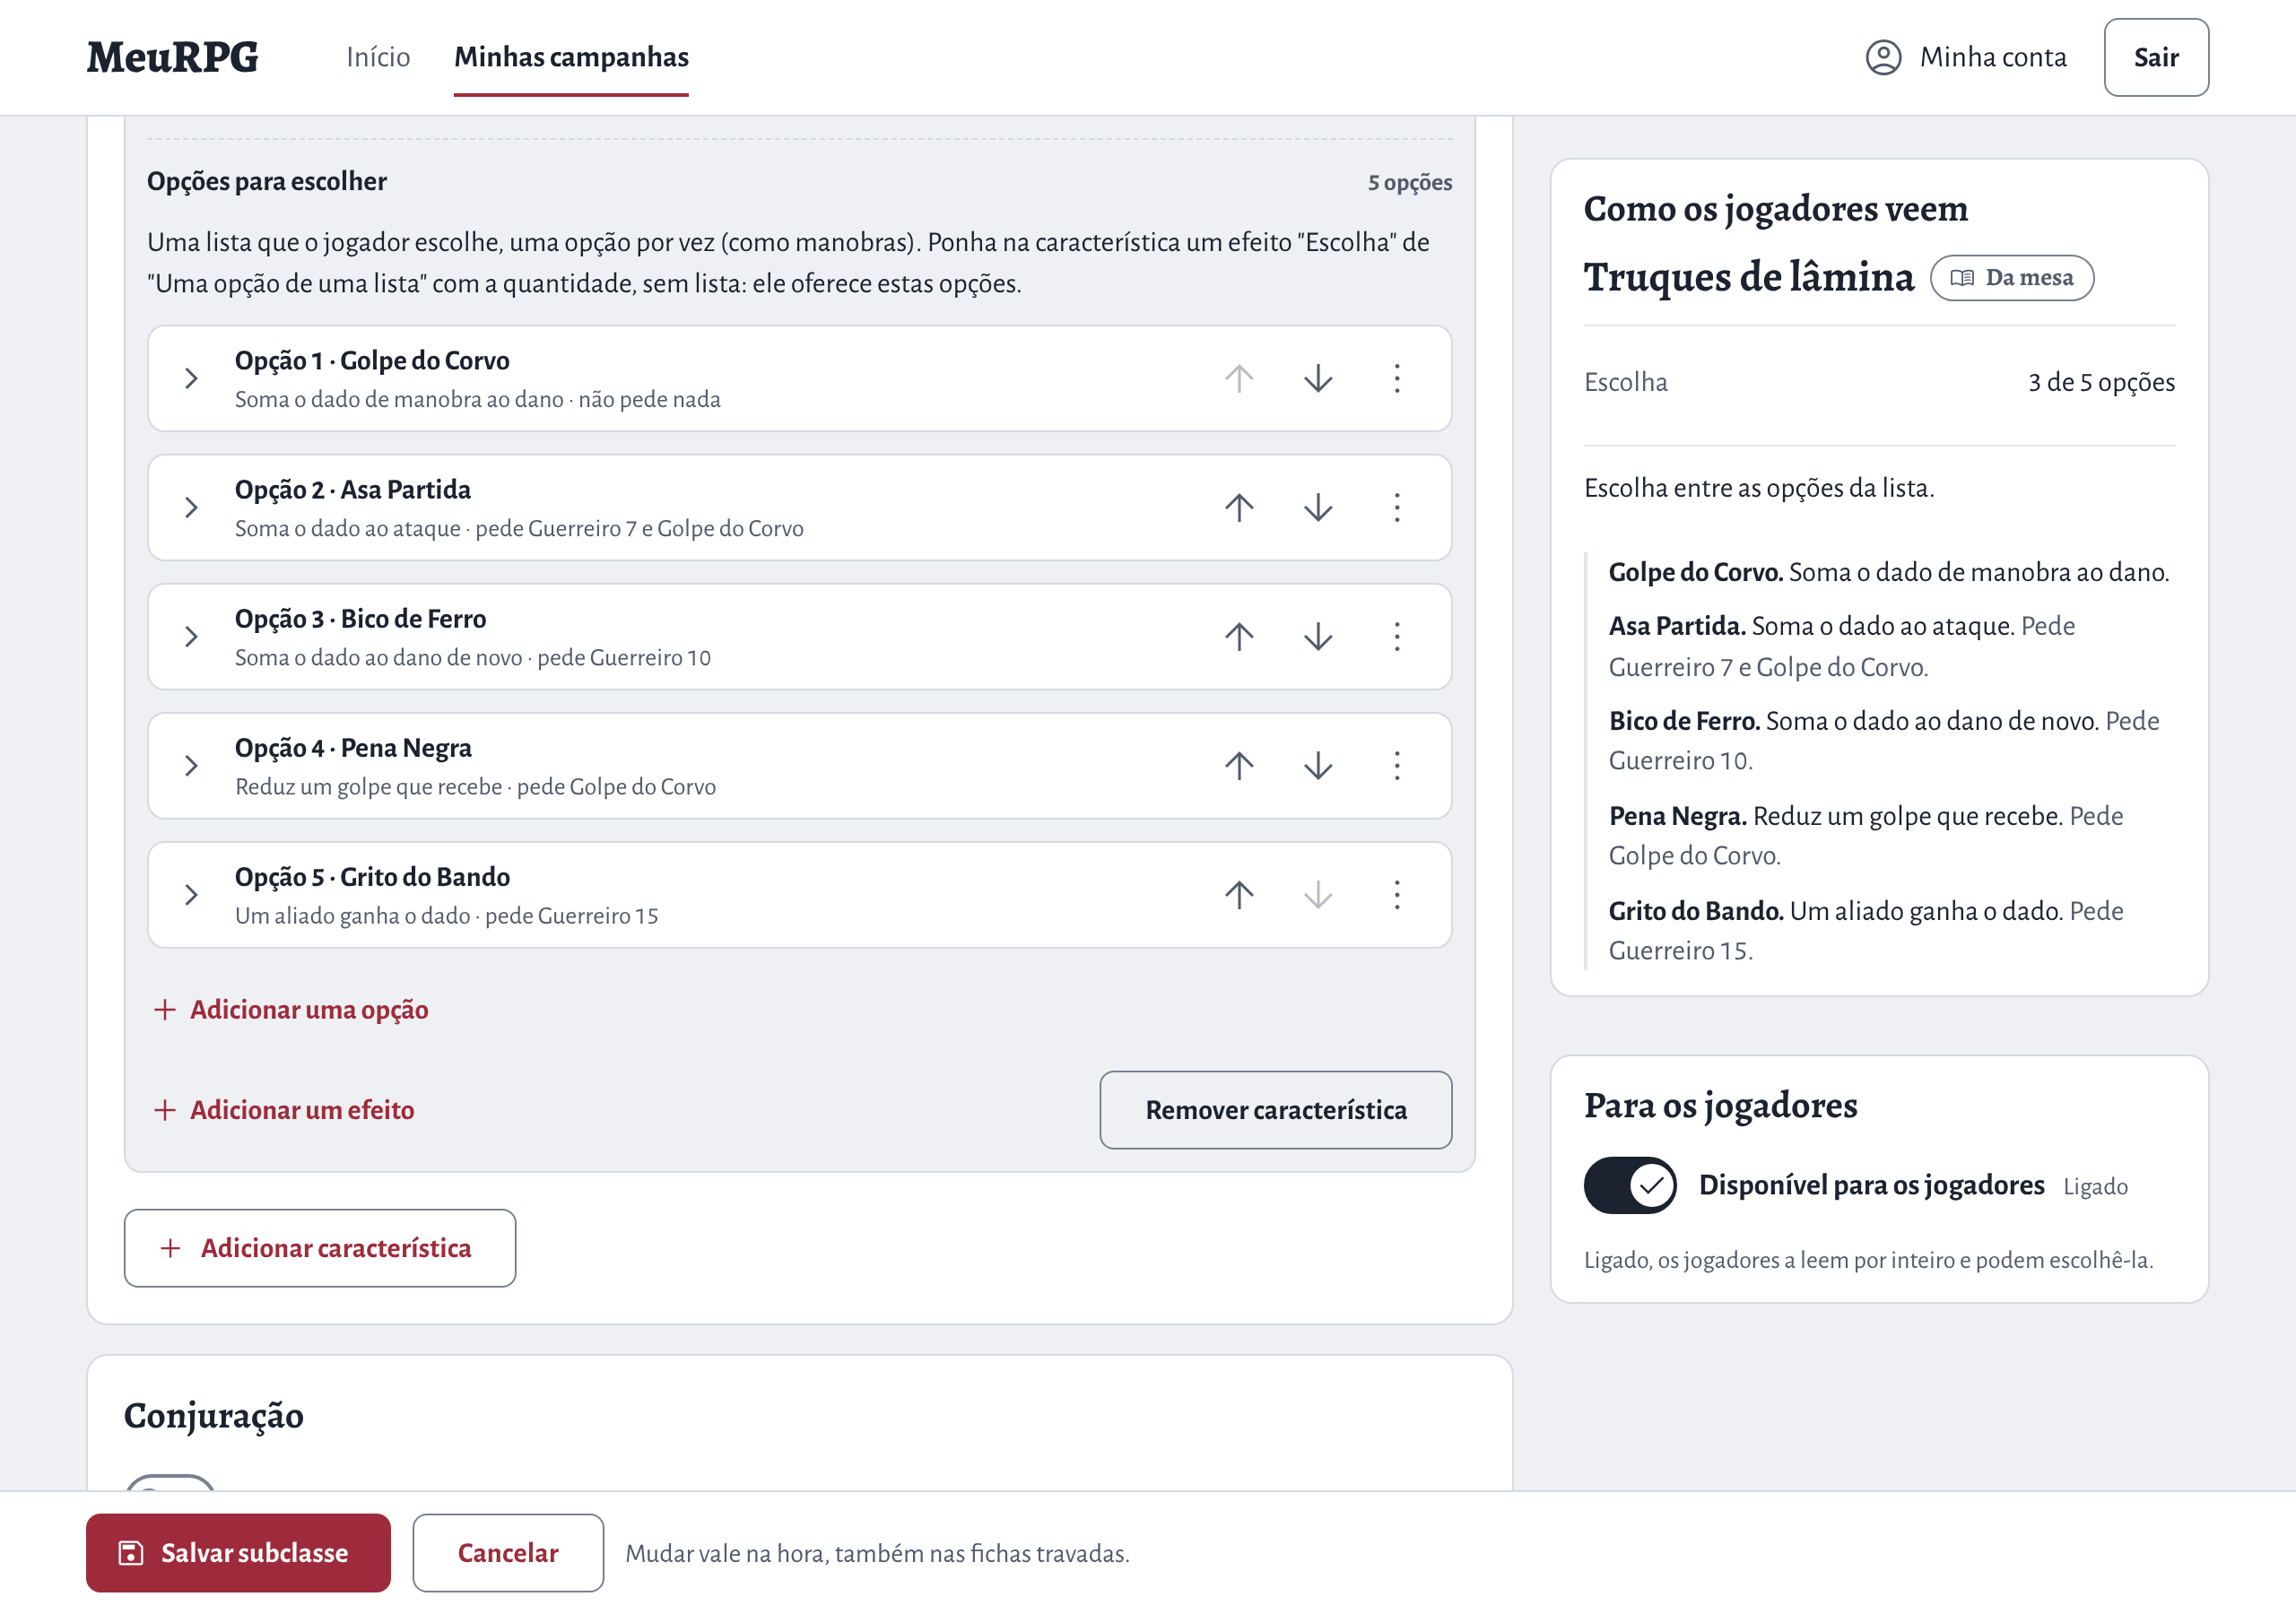 MeuRPG
Início
Minhas campanhas
Minha conta
Sair
Opções para escolher
5 opções
Uma lista que o jogador escolhe, uma opção por vez (como manobras). Ponha na característica um efeito "Escolha" de
"Uma opção de uma lista" com a quantidade, sem lista: ele oferece estas opções.
Opção 1 · Golpe do Corvo
Soma o dado de manobra ao dano · não pede nada
Opção 2 · Asa Partida
Soma o dado ao ataque · pede Guerreiro 7 e Golpe do Corvo
Opção 3 · Bico de Ferro
Soma o dado ao dano de novo · pede Guerreiro 10
Opção 4 · Pena Negra
Reduz um golpe que recebe · pede Golpe do Corvo
Opção 5 · Grito do Bando
Um aliado ganha o dado · pede Guerreiro 15
Adicionar uma opção
Adicionar um efeito
Remover característica
Adicionar característica
Conjuração
Como os jogadores veem
Truques de lâmina
Da mesa
Escolha
3 de 5 opções
Escolha entre as opções da lista.
Golpe do Corvo. Soma o dado de manobra ao dano.
Asa Partida. Soma o dado ao ataque. Pede
Guerreiro 7 e Golpe do Corvo.
Bico de Ferro. Soma o dado ao dano de novo. Pede
Guerreiro 10.
Pena Negra. Reduz um golpe que recebe. Pede
Golpe do Corvo.
Grito do Bando. Um aliado ganha o dado. Pede
Guerreiro 15.
Para os jogadores
Disponível para os jogadores
Ligado
Ligado, os jogadores a leem por inteiro e podem escolhê-la.
Salvar subclasse
Cancelar
Mudar vale na hora, também nas fichas travadas.